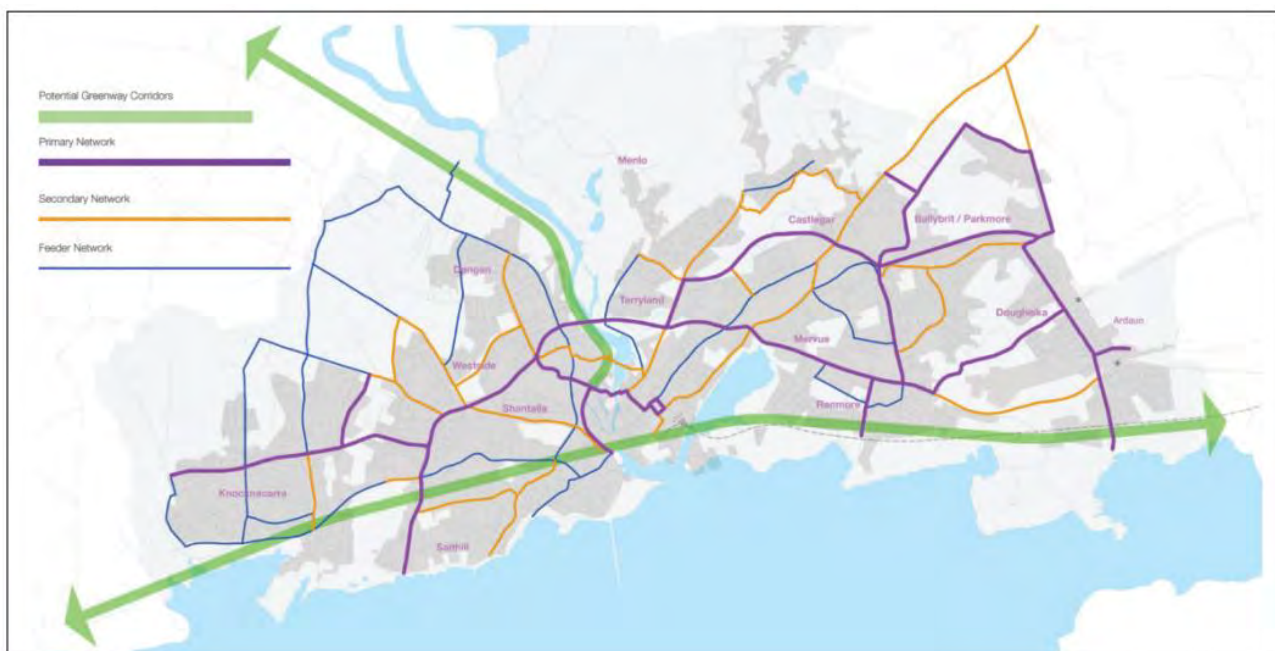 Potential Greenway Corridors
Primary Network
Secondary Network
Feeder Network
Menlo
Castlegar
Ballybrit / Parkmore
Dangan
Terryland
Doughiska
Ardaun
Mervue
Westside
Shantalla
Renmore
Knocknacarra
Salthill